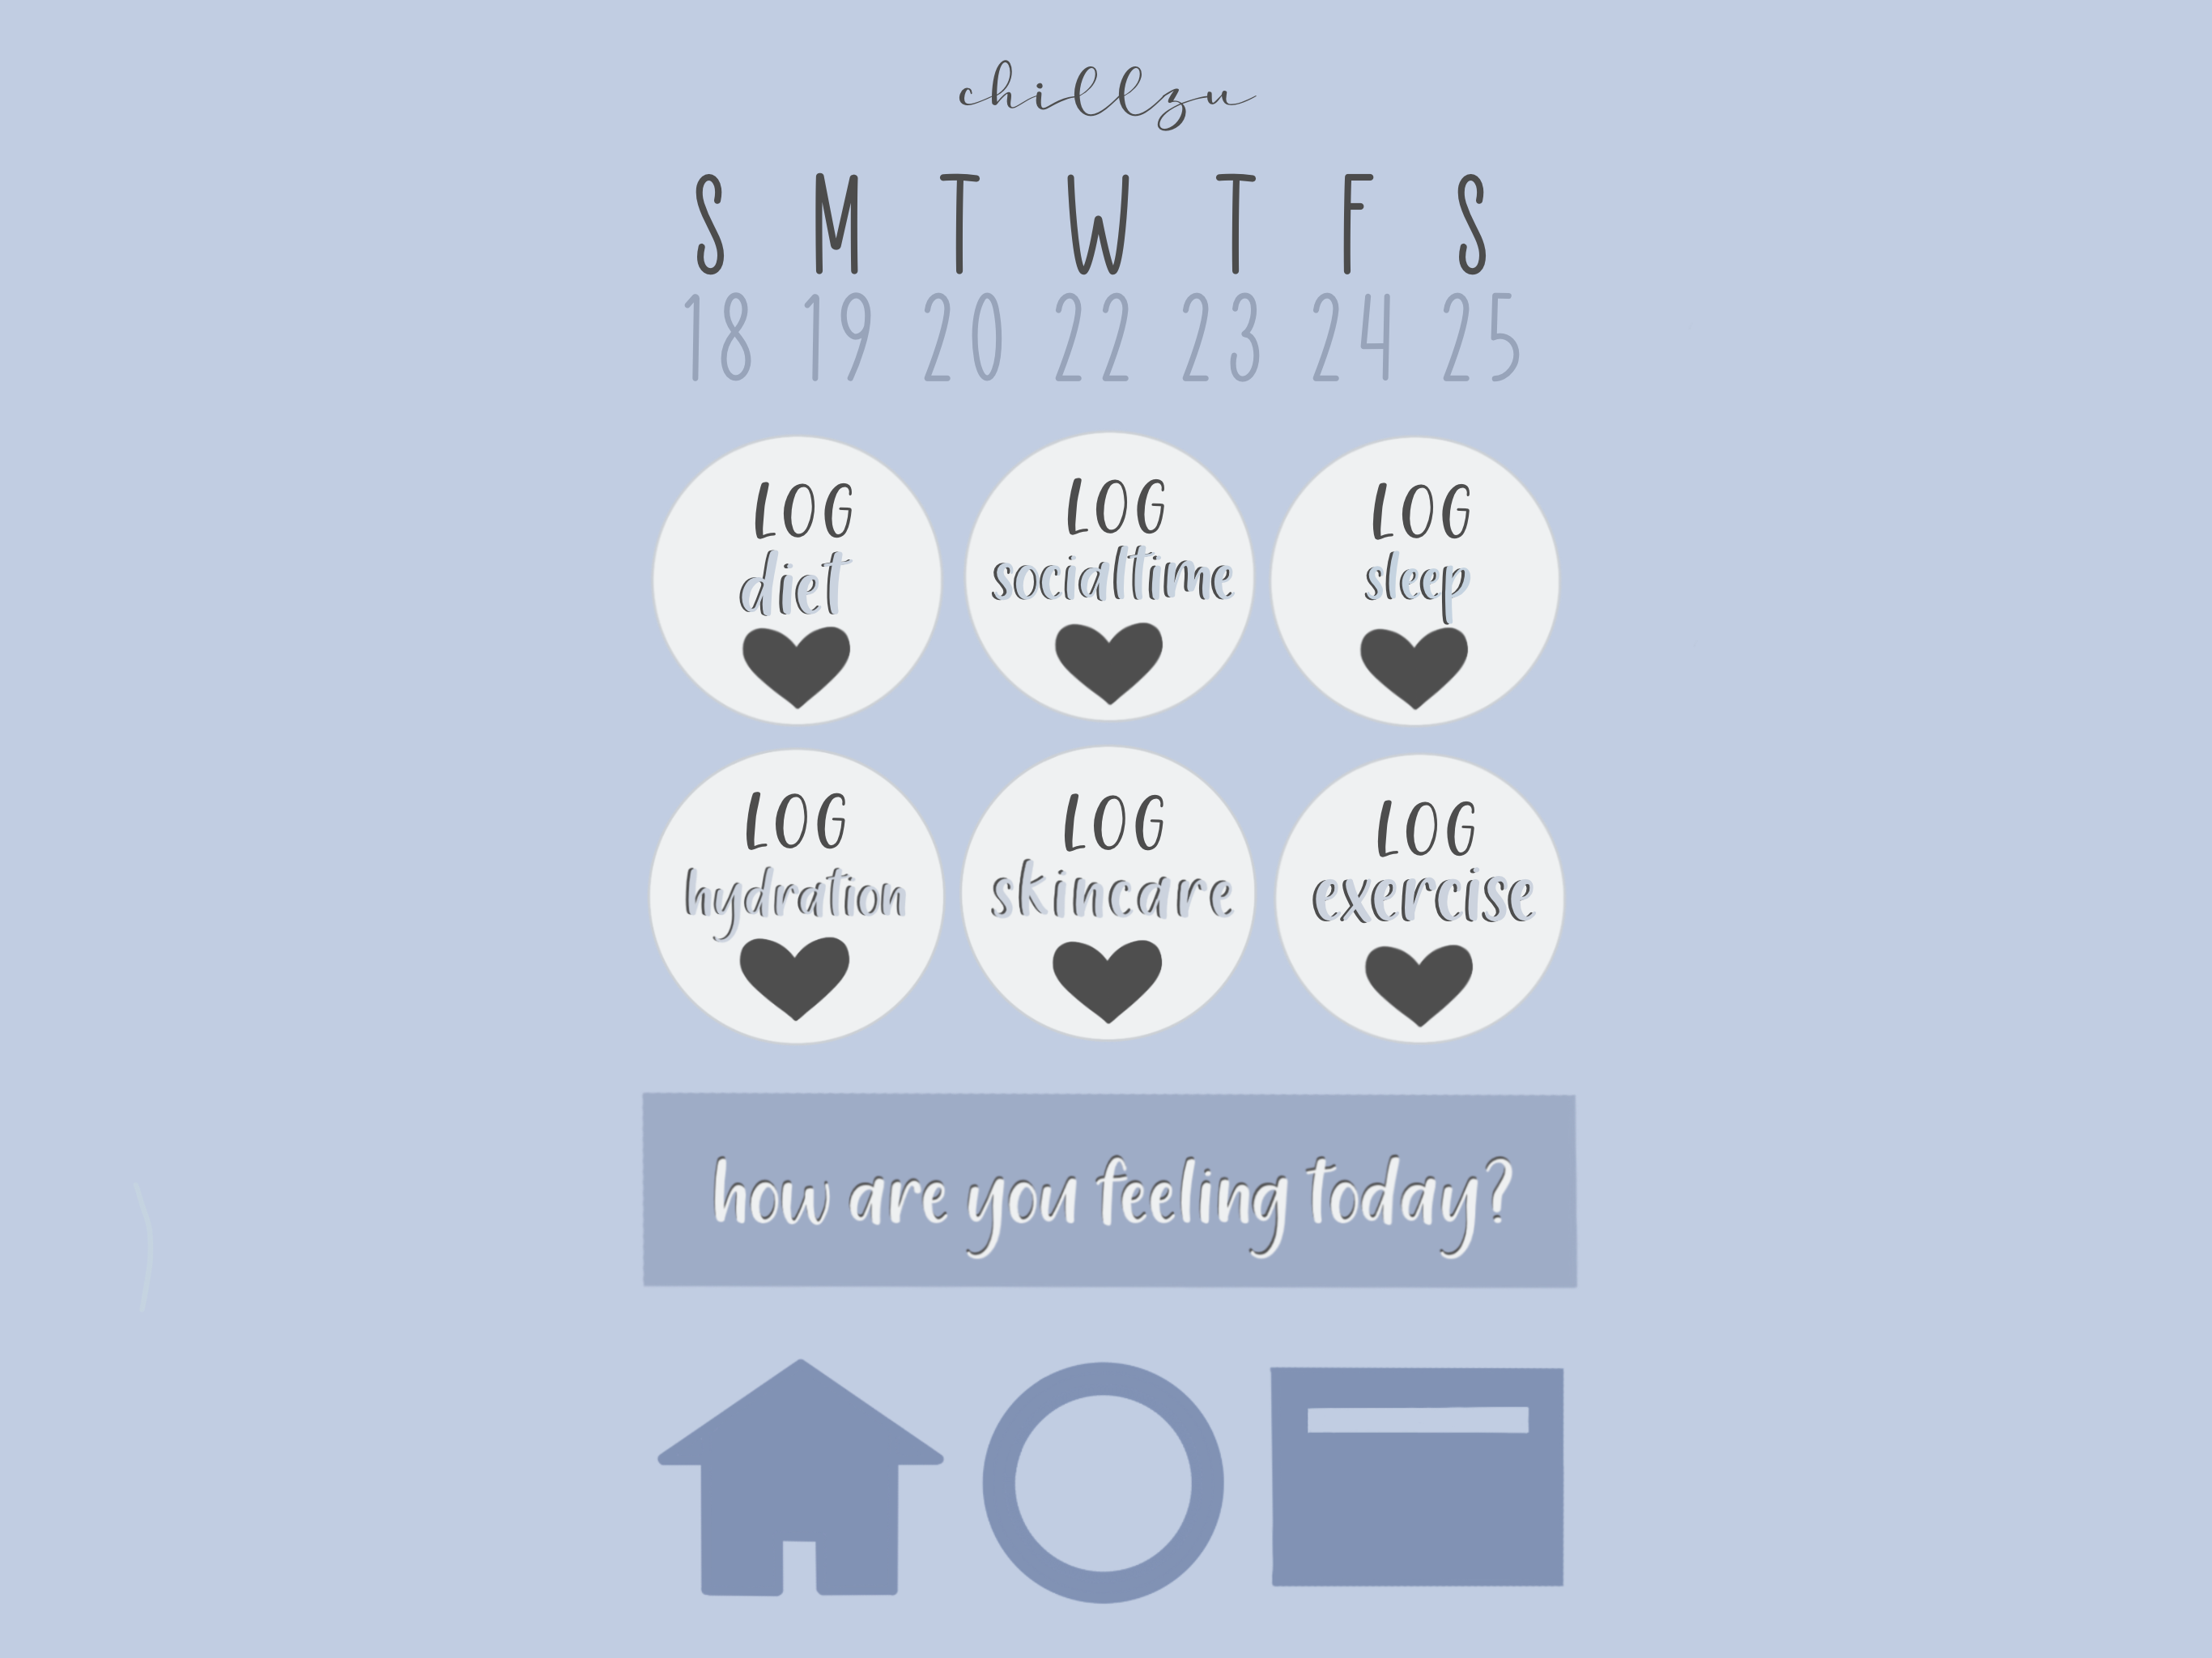 chillzu
S M T W T F S
18 19 20 22 23 24 25
LOG LOG LOG
diet socialtime sleep
LOG LOG LOG
hydration skincare exercise
how are you feeling today?